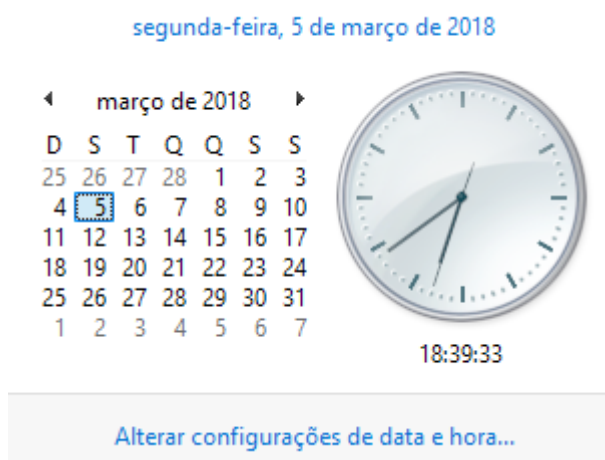 segunda-feira, 5 de março de 2018
março de 2018
D S T Q Q S S
25 26 27 28 1 2 3
4 5 6 7 8 9 10
11 12 13 14 15 16 17
18 19 20 21 22 23 24
25 26 27 28 29 30 31
1 2 3 4 5 6 7
18:39:33
Alterar configurações de data e hora...